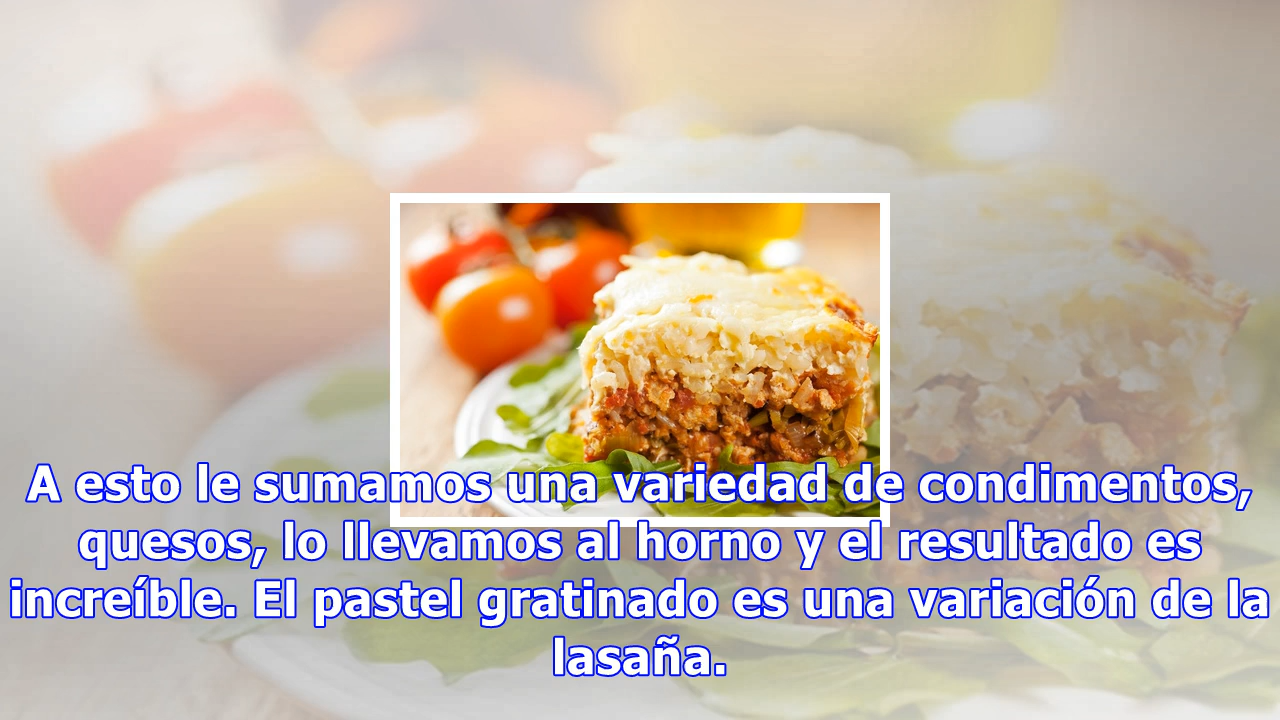 A esto le sumamos una variedad de condimentos,
quesos, lo llevamos al horno y el resultado es
increíble. El pastel gratinado es una variación de la
lasaña.